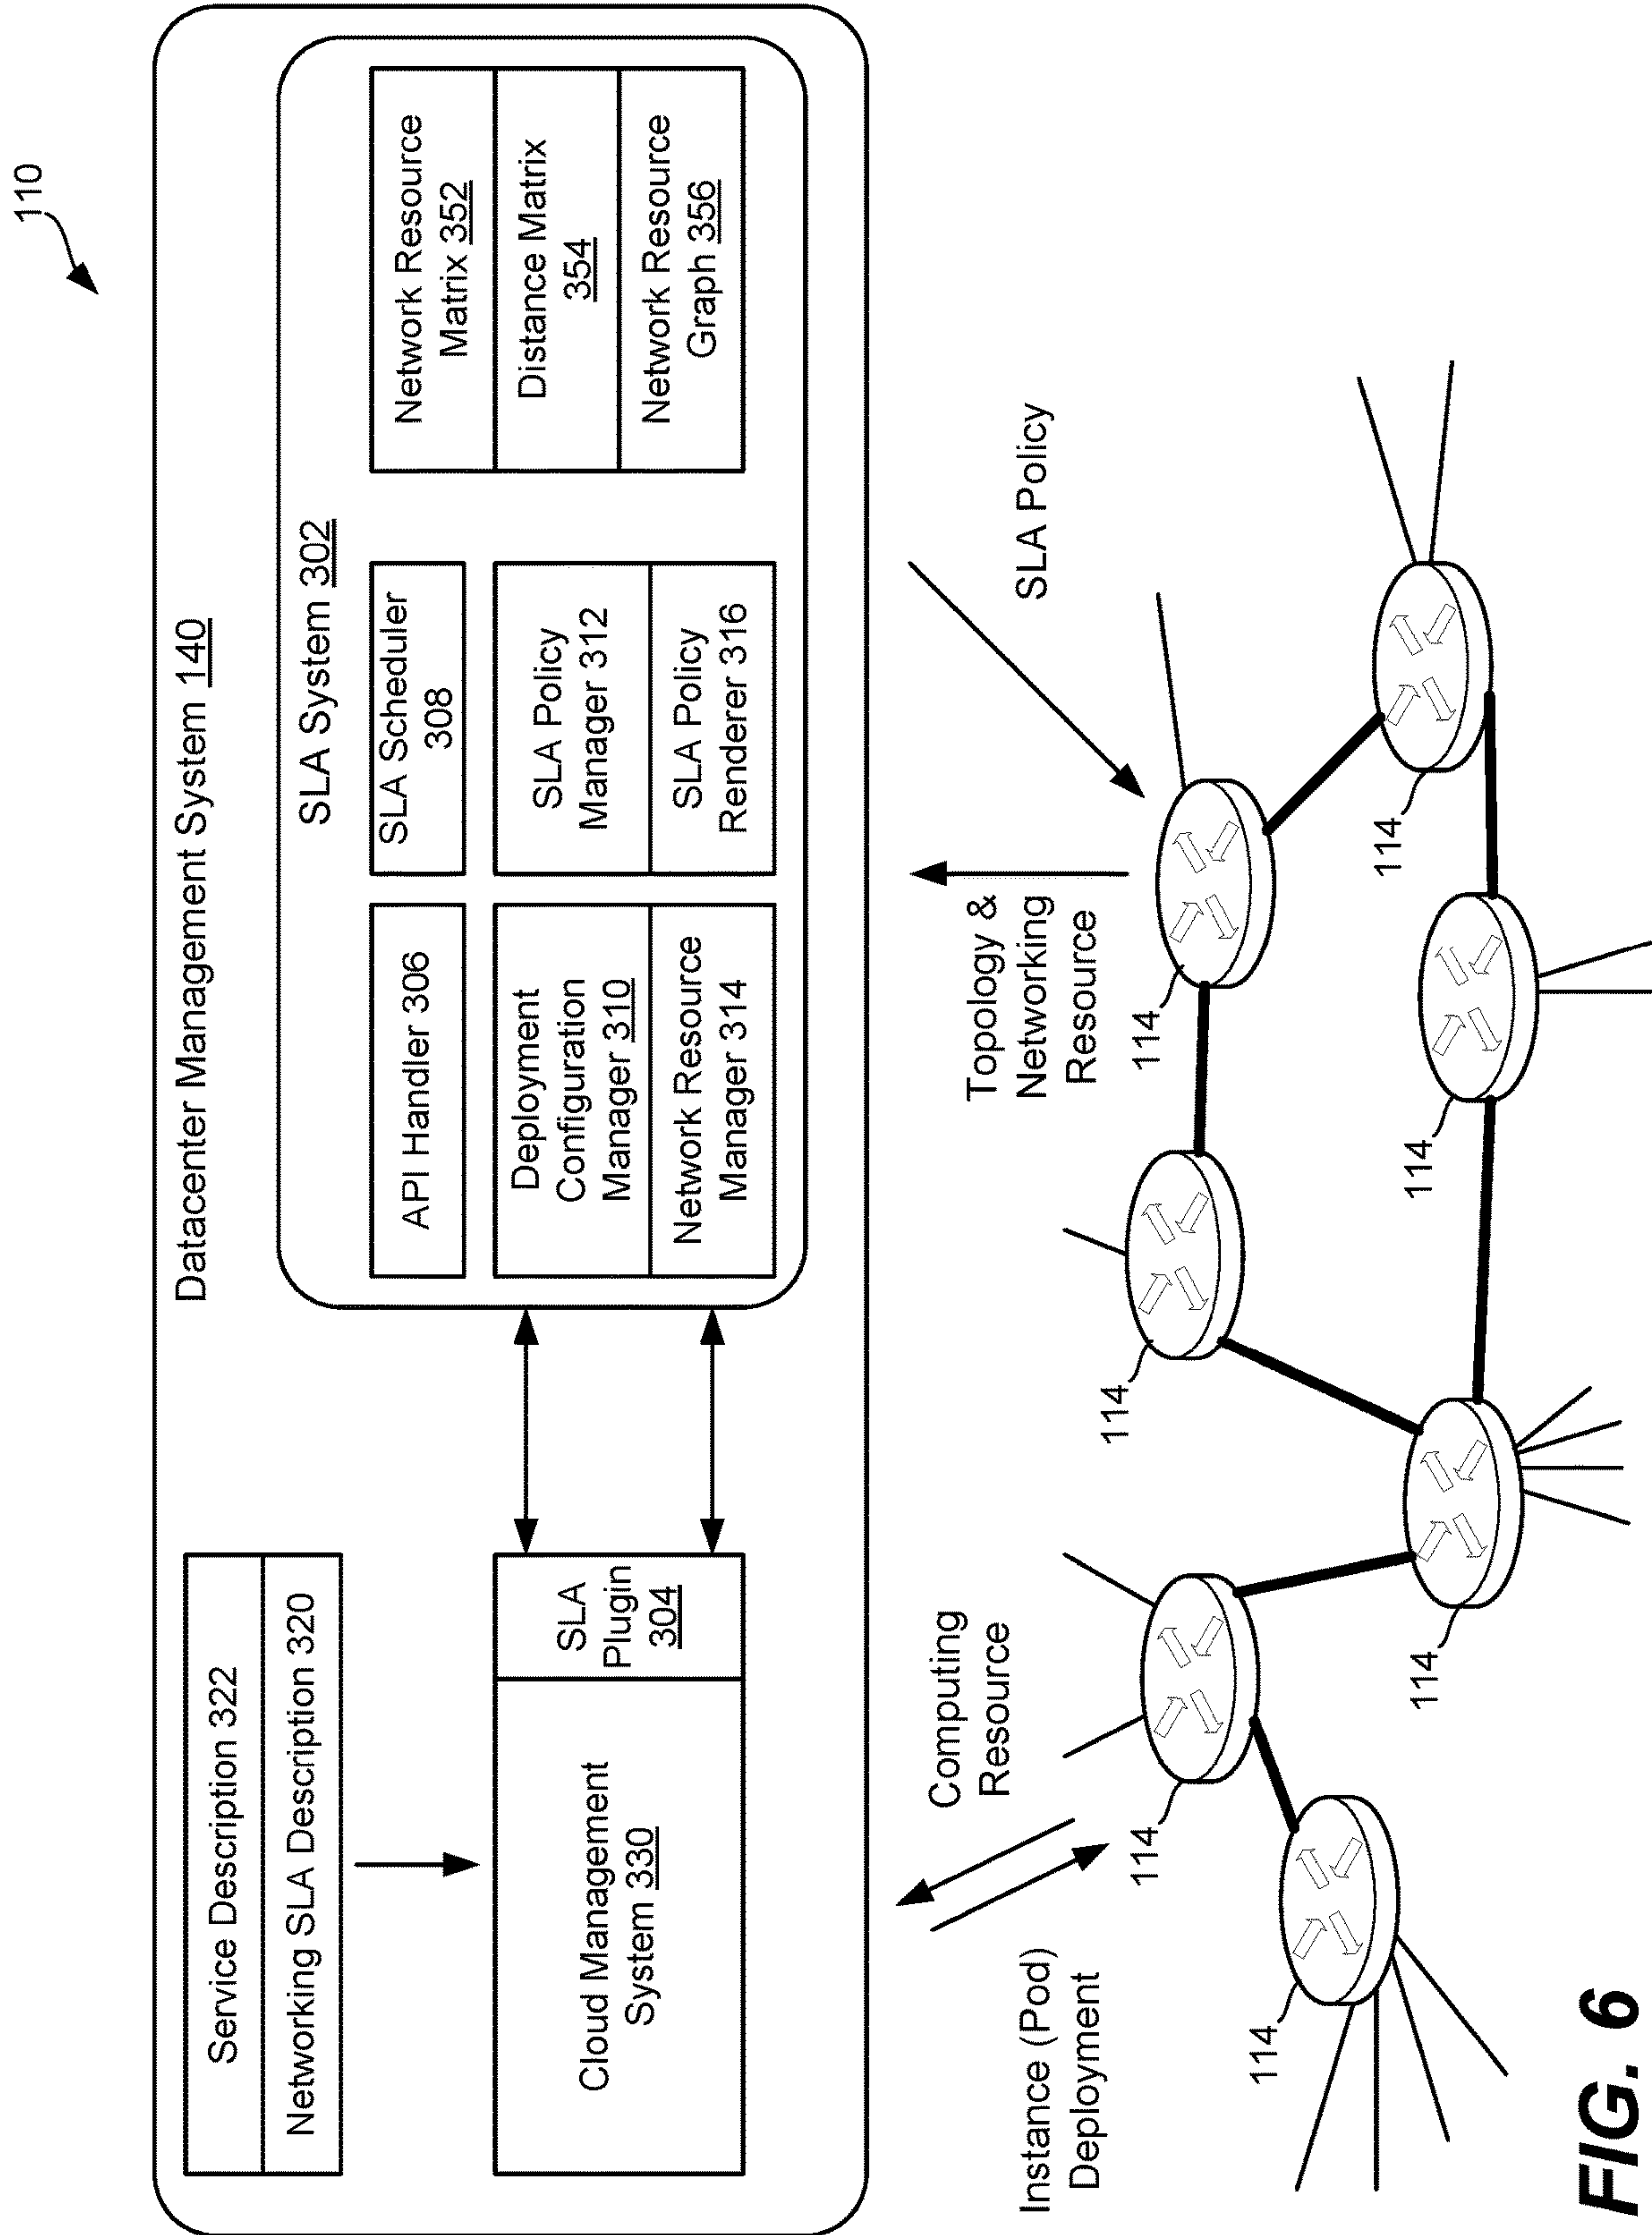 110
Datacenter Management System 140
Service Description 322
Networking SLA Description 320
Cloud Management
System 330
SLA
Plugin
304
SLA System 302
API Handler 306
SLA Scheduler
308
Deployment
Configuration
Manager 310
Network Resource
Manager 314
SLA Policy
Manager 312
SLA Policy
Renderer 316
Network Resource
Matrix 352
Distance Matrix
354
Network Resource
Graph 356
Instance (Pod)
Deployment
Computing
Resource
Topology &
Networking
Resource
SLA Policy
114
114
114
114
114
114
114
FIG. 6